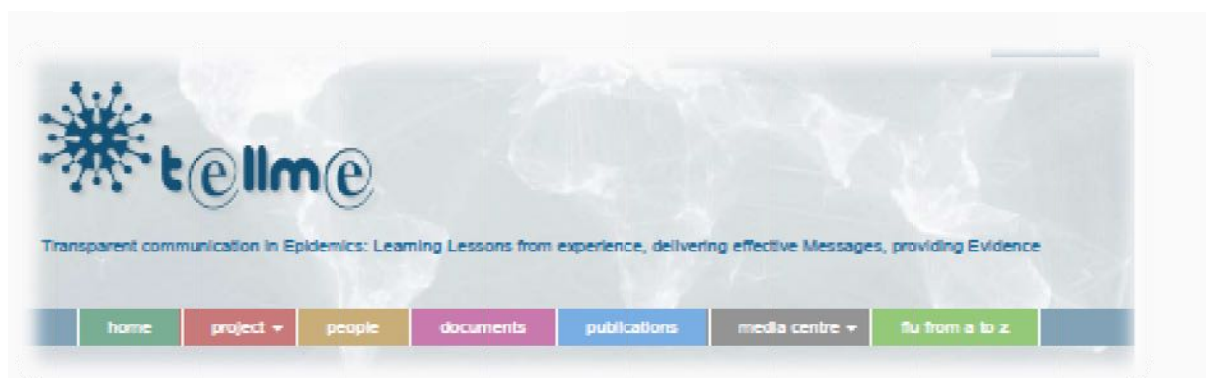 tellme
Transparent communication in Epidemics: Learning Lessons from experience, delivering effective Messages, providing Evidence
home project people documents publications media centre flu from a to z